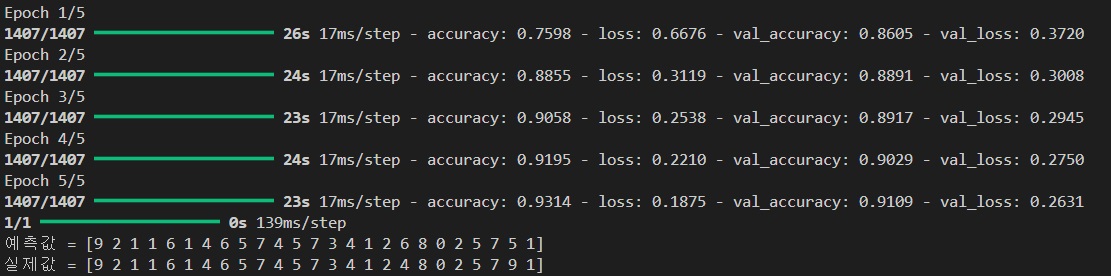 Epoch 1/5
1407/1407 26s 17ms/step - accuracy: 0.7598 - loss: 0.6676 - val_accuracy: 0.8605 - val_loss: 0.3720
Epoch 2/5
1407/1407 24s 17ms/step - accuracy: 0.8855 - loss: 0.3119 - val_accuracy: 0.8891 - val_loss: 0.3008
Epoch 3/5
1407/1407 23s 17ms/step - accuracy: 0.9058 - loss: 0.2538 - val_accuracy: 0.8917 - val_loss: 0.2945
Epoch 4/5
1407/1407 24s 17ms/step - accuracy: 0.9195 - loss: 0.2210 - val_accuracy: 0.9029 - val_loss: 0.2750
Epoch 5/5
1407/1407 23s 17ms/step - accuracy: 0.9314 - loss: 0.1875 - val_accuracy: 0.9109 - val_loss: 0.2631
1/1 0s 139ms/step
예측값 = [9 2 1 1 6 1 4 6 5 7 4 5 7 3 4 1 2 6 8 0 2 5 7 5 1]
실제값 = [9 2 1 1 6 1 4 6 5 7 4 5 7 3 4 1 2 4 8 0 2 5 7 9 1]